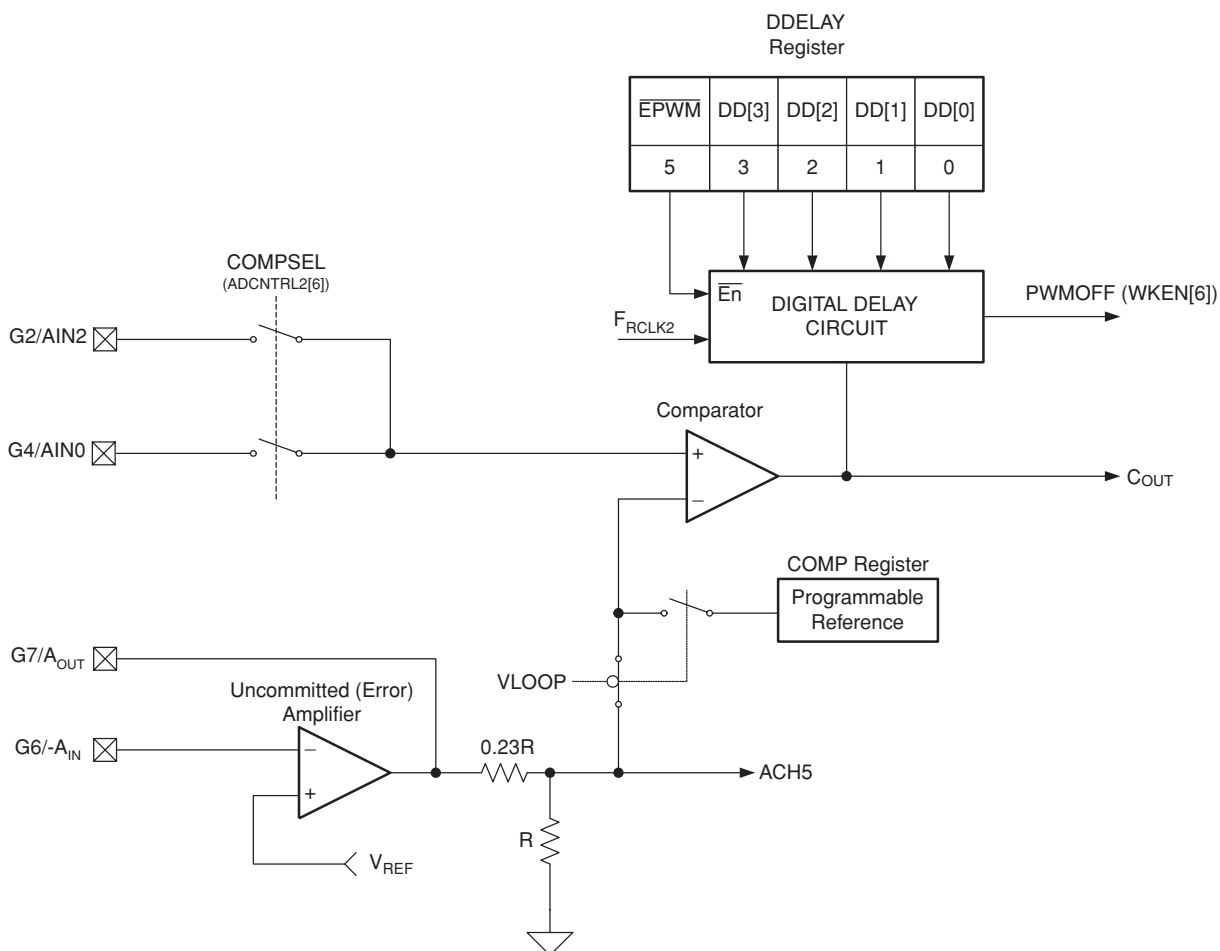 DDELAY
Register
EPWM DD[3] DD[2] DD[1] DD[0]
5 3 2 1 0
COMPSEL
(ADCNTRL2[6])
En
DIGITAL DELAY
CIRCUIT
PWMOFF (WKEN[6])
FRCLK2
G2/AIN2
Comparator
G4/AIN0
+
–
COUT
COMP Register
Programmable
Reference
G7/AOUT
VLOOP
Uncommitted (Error)
Amplifier
G6/-AIN
–
+
0.23R
ACH5
R
VREF